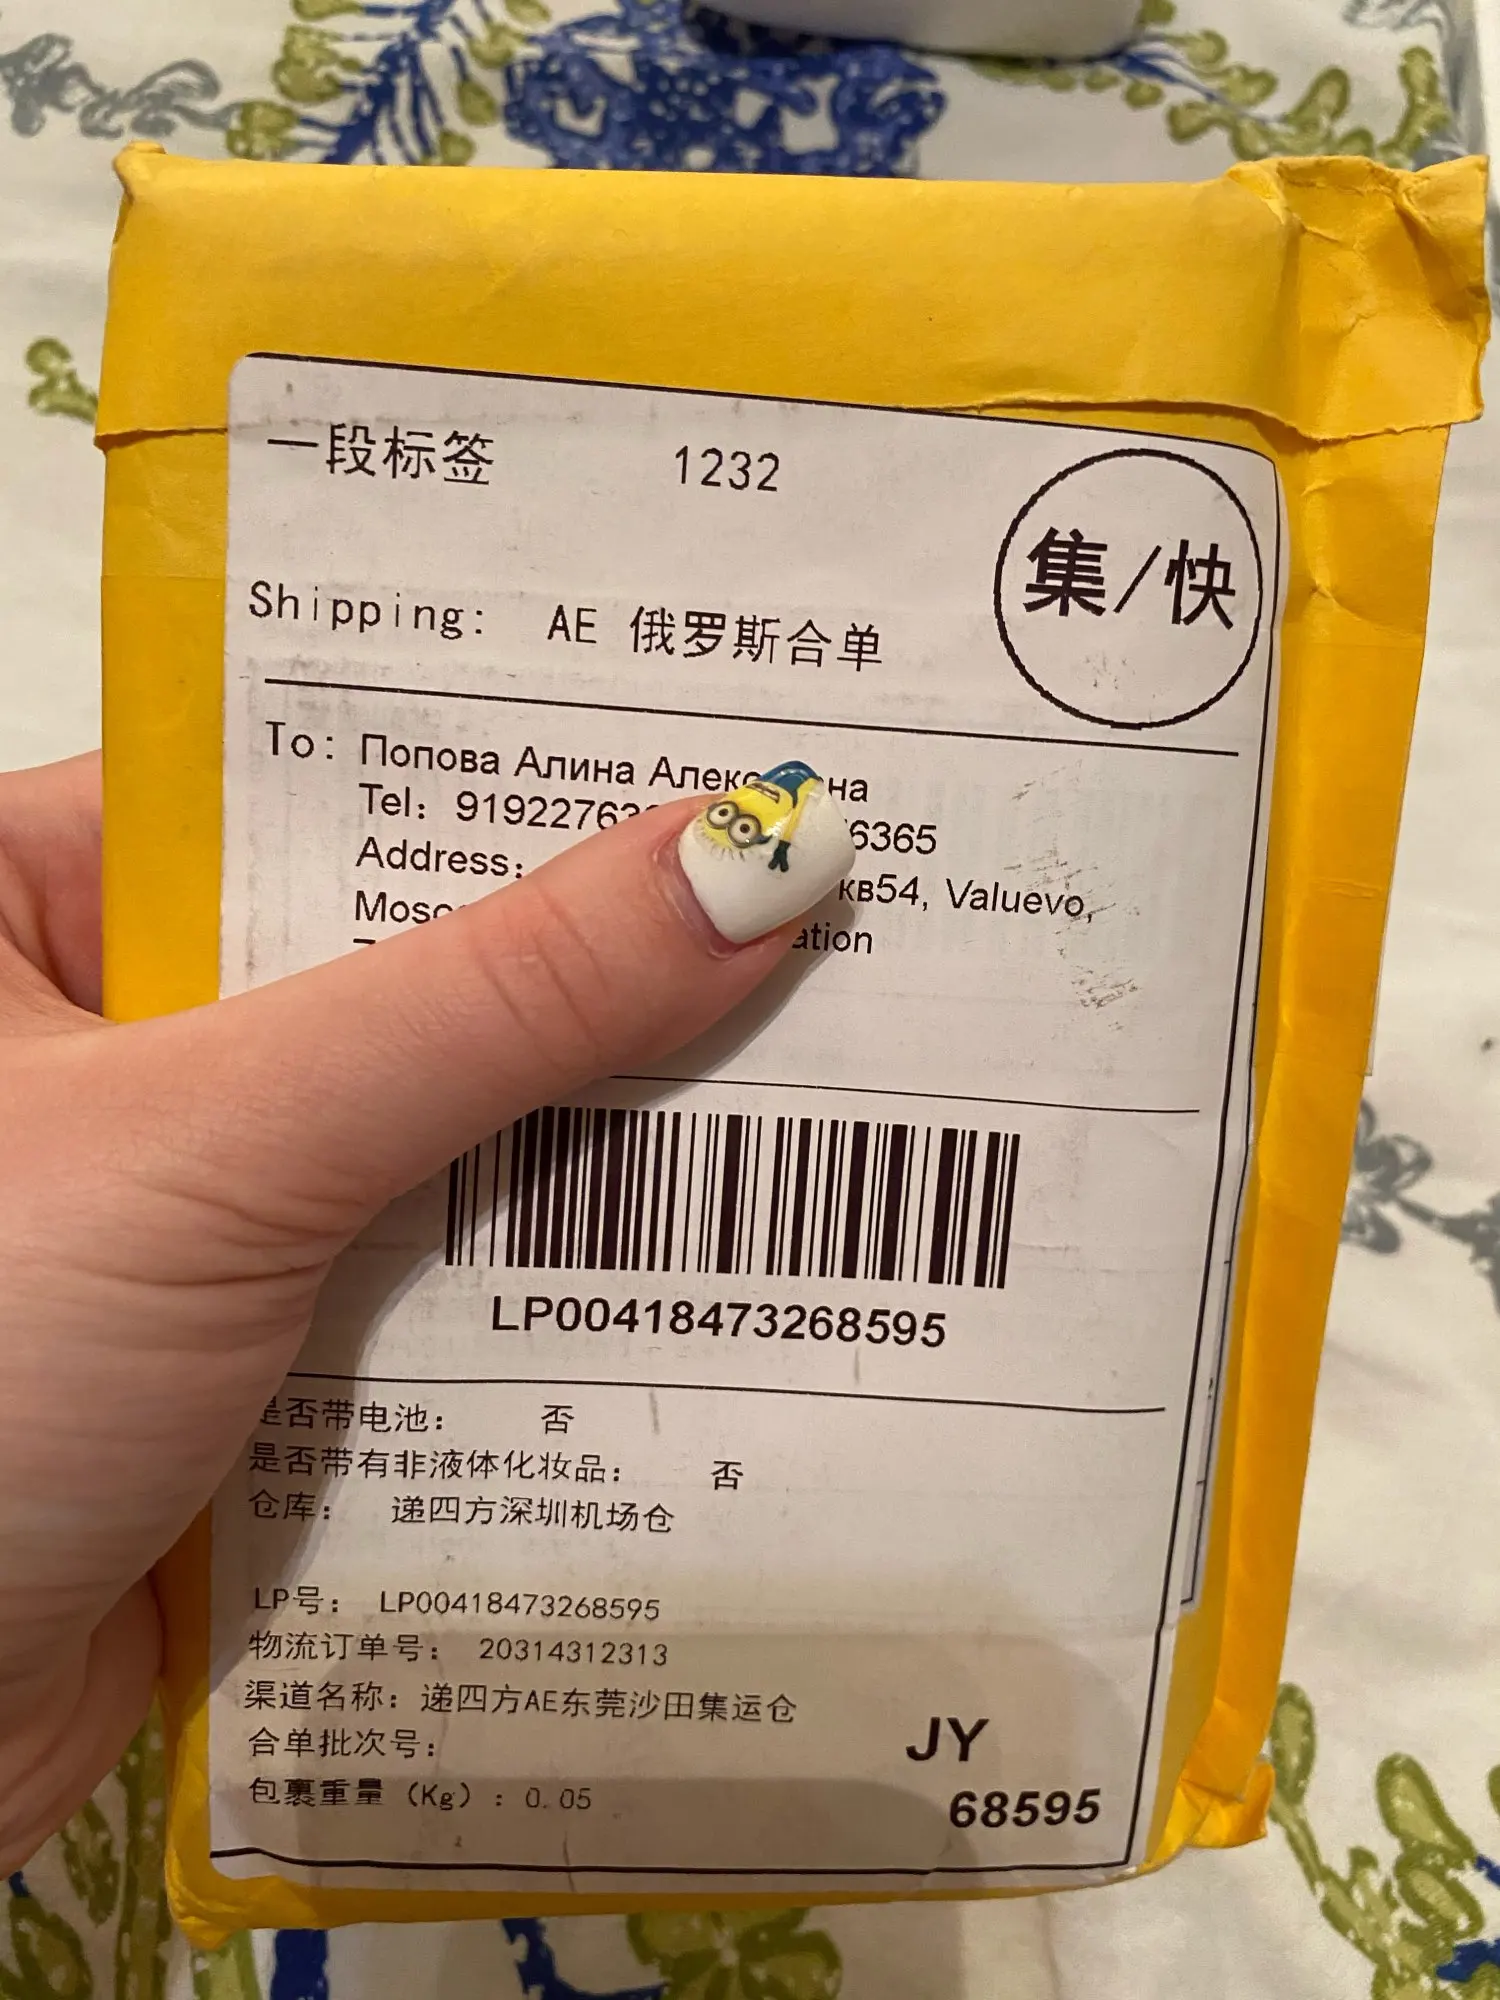 一段标签 1232
集/快
Shipping: AE 俄罗斯合单
To: Попова Алина
Tel: 6365
Address: кв54, Valuevo,
LP00418473268595
是否带电池： 否
是否带有非液体化妆品： 否
仓库： 递四方深圳机场仓
LP号： LP00418473268595
物流订单号： 20314312313
渠道名称：递四方AE东莞沙田集运仓
合单批次号：
包裹重量（Kg）：0.05
JY
68595